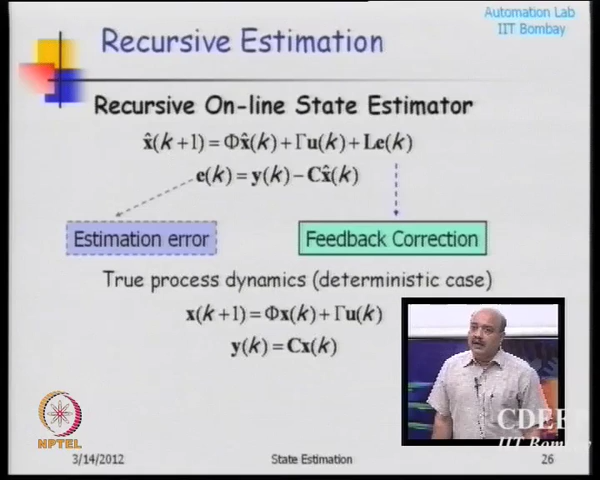 Automation Lab
IIT Bombay
Recursive Estimation
Recursive On-line State Estimator
x̂(k+1) = Φx̂(k) + Γu(k) + Le(k)
e(k) = y(k) − Cx̂(k)
Estimation error
Feedback Correction
True process dynamics (deterministic case)
x(k+1) = Φx(k) + Γu(k)
y(k) = Cx(k)
NPTEL
CDEEP
IIT Bombay
3/14/2012
State Estimation
26